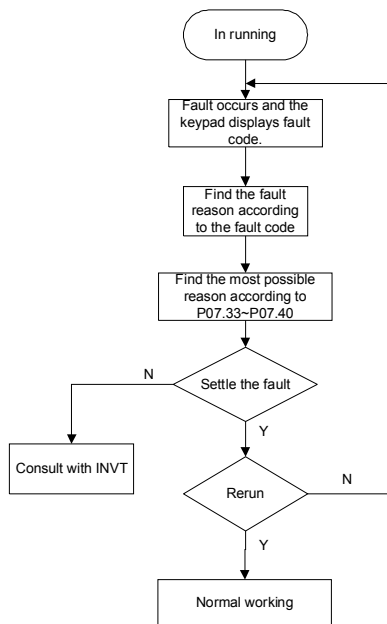 In running
Fault occurs and the
keypad displays fault
code.
Find the fault
reason according
to the fault code
Find the most possible
reason according to
P07.33~P07.40
N
Settle the fault
Y
Consult with INVT
Rerun
N
Y
Normal working